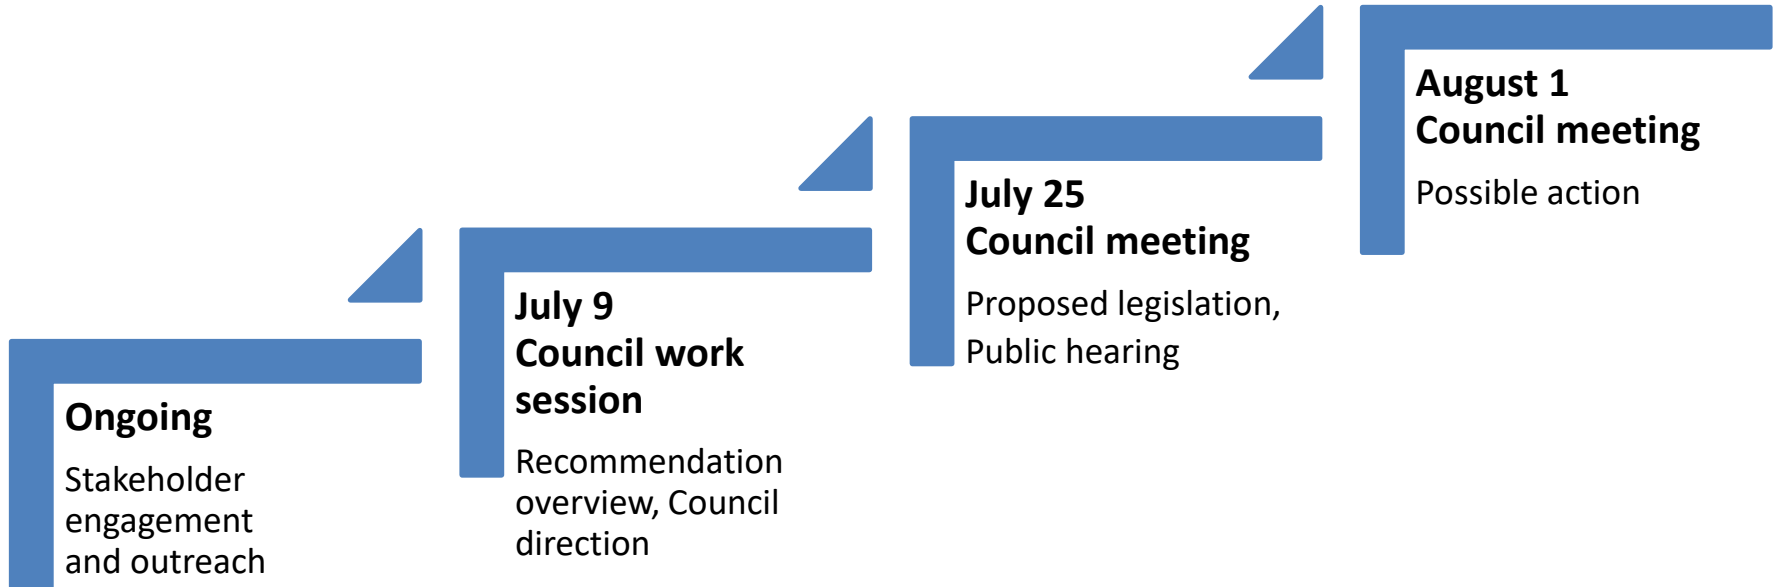 Ongoing
Stakeholder
engagement
and outreach
July 9
Council work
session
Recommendation
overview, Council
direction
July 25
Council meeting
Proposed legislation,
Public hearing
August 1
Council meeting
Possible action